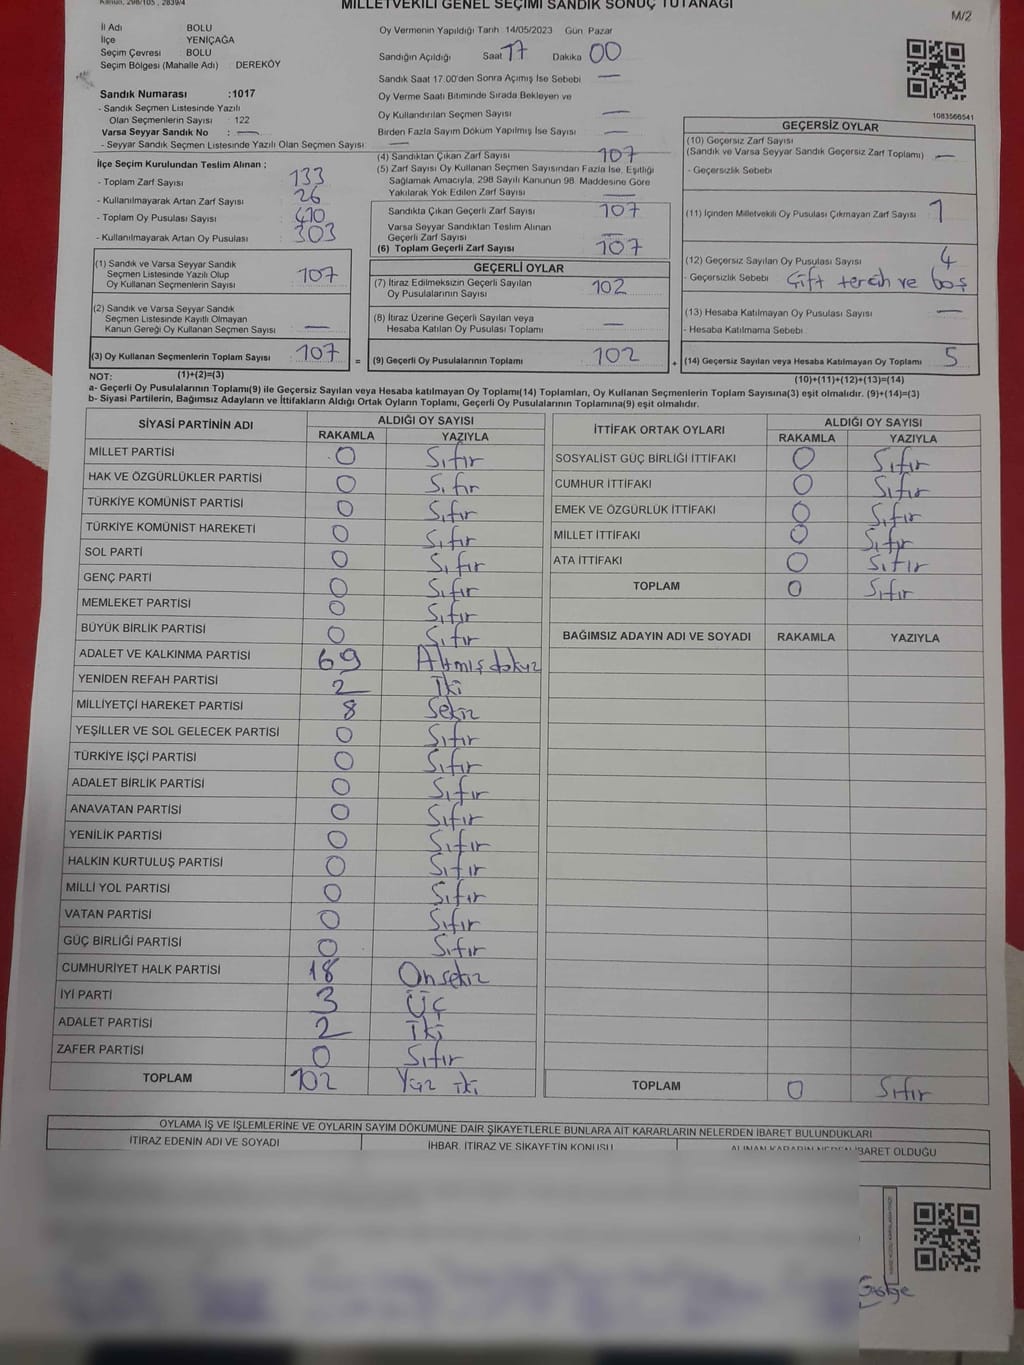 Kanun, 298/105, 2839/4
MİLLETVEKİLİ GENEL SEÇİMİ SANDIK SONUÇ TUTANAĞI
M/2
İl Adı BOLU
İlçe YENİÇAĞA
Seçim Çevresi BOLU
Seçim Bölgesi (Mahalle Adı) : DEREKÖY
Sandık Numarası :1017
- Sandık Seçmen Listesinde Yazılı
Olan Seçmenlerin Sayısı : 122
Varsa Seyyar Sandık No : —
- Seyyar Sandık Seçmen Listesinde Yazılı Olan Seçmen Sayısı —
Oy Vermenin Yapıldığı Tarih 14/05/2023 Gün Pazar
Sandığın Açıldığı Saat 17 Dakika 00
Sandık Saat 17.00'den Sonra Açımış İse Sebebi —
Oy Verme Saati Bitiminde Sırada Bekleyen ve
Oy Kullandırılan Seçmen Sayısı —
Birden Fazla Sayım Döküm Yapılmış İse Sayısı —
1083566541
İlçe Seçim Kurulundan Teslim Alınan :
- Toplam Zarf Sayısı 133
- Kullanılmayarak Artan Zarf Sayısı 26
- Toplam Oy Pusulası Sayısı 410
- Kullanılmayarak Artan Oy Pusulası 303
(4) Sandıktan Çıkan Zarf Sayısı 107
(5) Zarf Sayısı Oy Kullanan Seçmen Sayısından Fazla İse, Eşitliği
Sağlamak Amacıyla, 298 Sayılı Kanunun 98. Maddesine Göre
Yakılarak Yok Edilen Zarf Sayısı —
Sandıkta Çıkan Geçerli Zarf Sayısı 107
Varsa Seyyar Sandıktan Teslim Alınan
Geçerli Zarf Sayısı —
(6) Toplam Geçerli Zarf Sayısı 107
GEÇERSİZ OYLAR
(10) Geçersiz Zarf Sayısı
(Sandık ve Varsa Seyyar Sandık Geçersiz Zarf Toplamı) —
- Geçersizlik Sebebi
(11) İçinden Milletvekili Oy Pusulası Çıkmayan Zarf Sayısı 1
(12) Geçersiz Sayılan Oy Pusulası Sayısı 4
- Geçersizlik Sebebi Çift tercih ve boş
(13) Hesaba Katılmayan Oy Pusulası Sayısı —
- Hesaba Katılmama Sebebi
(14) Geçersiz Sayılan veya Hesaba Katılmayan Oy Toplamı 5
(10)+(11)+(12)+(13)=(14)
(1) Sandık ve Varsa Seyyar Sandık
Seçmen Listesinde Yazılı Olup
Oy Kullanan Seçmenlerin Sayısı 107
(2) Sandık ve Varsa Seyyar Sandık
Seçmen Listesinde Kayıtlı Olmayan
Kanun Gereği Oy Kullanan Seçmen Sayısı —
(3) Oy Kullanan Seçmenlerin Toplam Sayısı 107 =
GEÇERLİ OYLAR
(7) İtiraz Edilmeksizin Geçerli Sayılan
Oy Pusulalarının Sayısı 102
(8) İtiraz Üzerine Geçerli Sayılan veya
Hesaba Katılan Oy Pusulası Toplamı —
(9) Geçerli Oy Pusulalarının Toplamı 102 +
NOT: (1)+(2)=(3)
a- Geçerli Oy Pusulalarının Toplamı(9) ile Geçersiz Sayılan veya Hesaba katılmayan Oy Toplamı(14) Toplamları, Oy Kullanan Seçmenlerin Toplam Sayısına(3) eşit olmalıdır. (9)+(14)=(3)
b- Siyasi Partilerin, Bağımsız Adayların ve İttifakların Aldığı Ortak Oyların Toplamı, Geçerli Oy Pusulalarının Toplamına(9) eşit olmalıdır.
SİYASİ PARTİNİN ADI ALDIĞI OY SAYISI
RAKAMLA YAZIYLA
MİLLET PARTİSİ 0 Sıfır
HAK VE ÖZGÜRLÜKLER PARTİSİ 0 Sıfır
TÜRKİYE KOMÜNİST PARTİSİ 0 Sıfır
TÜRKİYE KOMÜNİST HAREKETİ 0 Sıfır
SOL PARTİ 0 Sıfır
GENÇ PARTİ 0 Sıfır
MEMLEKET PARTİSİ 0 Sıfır
BÜYÜK BİRLİK PARTİSİ 0 Sıfır
ADALET VE KALKINMA PARTİSİ 69 Altmış dokuz
YENİDEN REFAH PARTİSİ 2 İki
MİLLİYETÇİ HAREKET PARTİSİ 8 Sekiz
YEŞİLLER VE SOL GELECEK PARTİSİ 0 Sıfır
TÜRKİYE İŞÇİ PARTİSİ 0 Sıfır
ADALET BİRLİK PARTİSİ 0 Sıfır
ANAVATAN PARTİSİ 0 Sıfır
YENİLİK PARTİSİ 0 Sıfır
HALKIN KURTULUŞ PARTİSİ 0 Sıfır
MİLLİ YOL PARTİSİ 0 Sıfır
VATAN PARTİSİ 0 Sıfır
GÜÇ BİRLİĞİ PARTİSİ 0 Sıfır
CUMHURİYET HALK PARTİSİ 18 Onsekiz
İYİ PARTİ 3 Üç
ADALET PARTİSİ 2 İki
ZAFER PARTİSİ 0 Sıfır
TOPLAM 102 Yüz iki
İTTİFAK ORTAK OYLARI ALDIĞI OY SAYISI
RAKAMLA YAZIYLA
SOSYALİST GÜÇ BİRLİĞİ İTTİFAKI 0 Sıfır
CUMHUR İTTİFAKI 0 Sıfır
EMEK VE ÖZGÜRLÜK İTTİFAKI 0 Sıfır
MİLLET İTTİFAKI 0 Sıfır
ATA İTTİFAKI 0 Sıfır
TOPLAM 0 Sıfır
BAĞIMSIZ ADAYIN ADI VE SOYADI RAKAMLA YAZIYLA
TOPLAM 0 Sıfır
OYLAMA İŞ VE İŞLEMLERİNE VE OYLARIN SAYIM DÖKÜMÜNE DAİR ŞİKAYETLERLE BUNLARA AİT KARARLARIN NELERDEN İBARET BULUNDUKLARI
İTİRAZ EDENİN ADI VE SOYADI İHBAR, İTİRAZ VE ŞİKAYETİN KONUSU ALINAN KARARIN NEDEN İBARET OLDUĞU